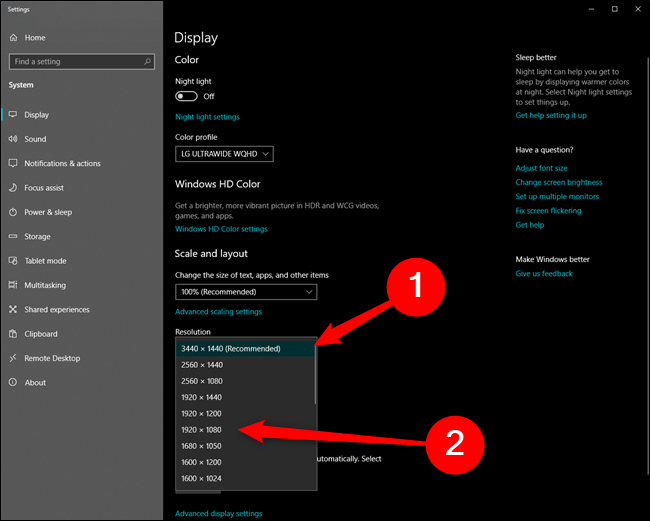 Settings
Home
Find a setting
System
Display
Sound
Notifications & actions
Focus assist
Power & sleep
Storage
Tablet mode
Multitasking
Shared experiences
Clipboard
Remote Desktop
About
Display
Color
Night light
Off
Night light settings
Color profile
LG ULTRAWIDE WQHD
Windows HD Color
Get a brighter, more vibrant picture in HDR and WCG videos,
games, and apps.
Windows HD Color settings
Scale and layout
Change the size of text, apps, and other items
100% (Recommended)
Advanced scaling settings
Resolution
3440 × 1440 (Recommended)
2560 × 1440
2560 × 1080
1920 × 1440
1920 × 1200
1920 × 1080
1680 × 1050
1600 × 1200
1600 × 1024
utomatically. Select
Advanced display settings
1
2
Sleep better
Night light can help you get to
sleep by displaying warmer colors
at night. Select Night light settings
to set things up.
Get help setting it up
Have a question?
Adjust font size
Change screen brightness
Set up multiple monitors
Fix screen flickering
Get help
Make Windows better
Give us feedback